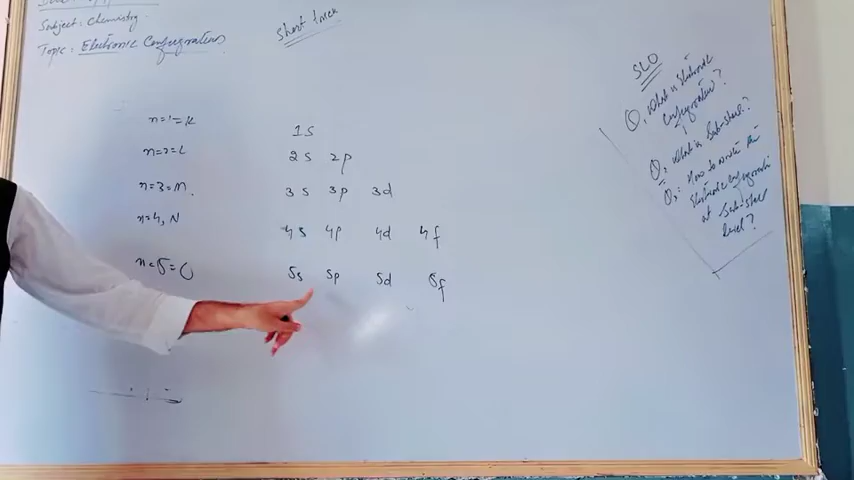 Subject: Chemistry
Topic: Electronic Configuration
Short Trick
n=1=K
1s
n=2=L
2s 2p
n=3=M.
3s 3p 3d
n=4, N
4s 4p 4d 4f
n=5=O
5s 5p 5d 5f
SLO
Q, What is Electronic
Configuration?
Q, What is Sub-shell?
Q3: How to write the
Electronic configuration
at Sub-shell
level?